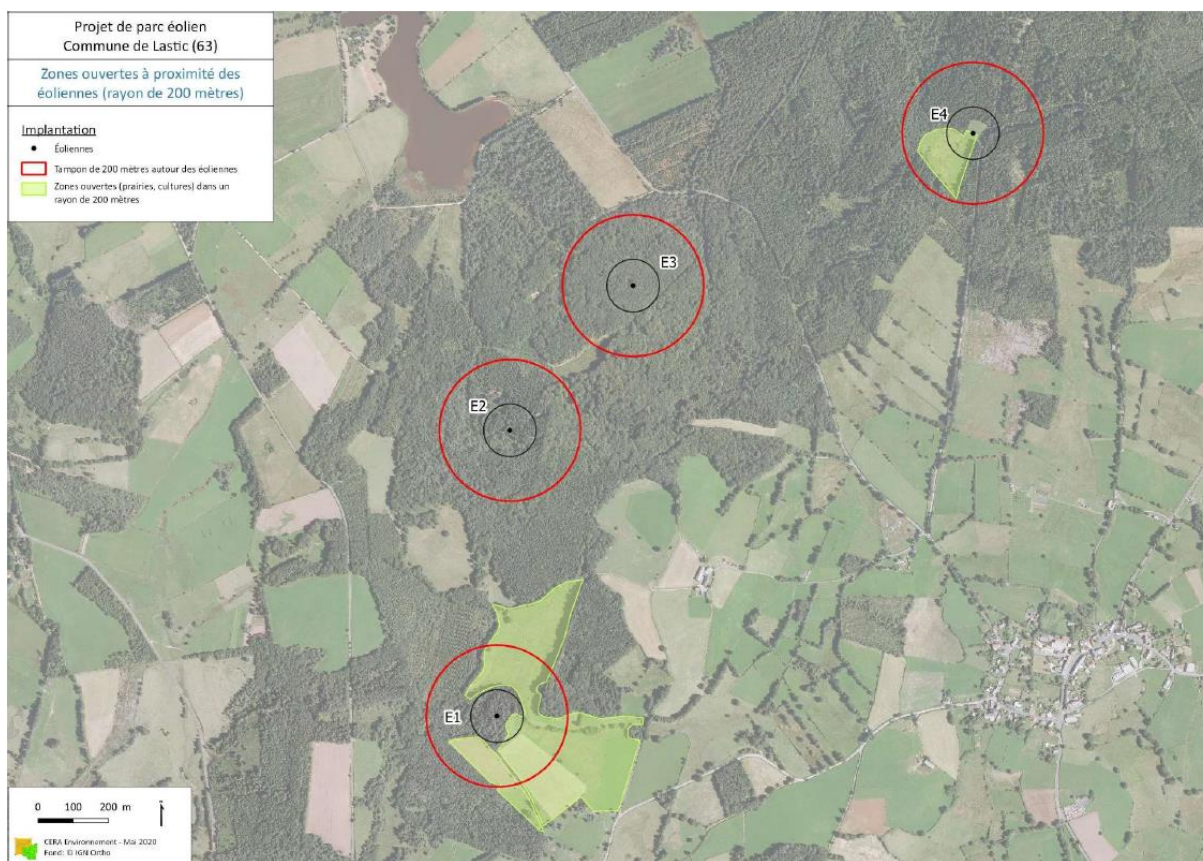 Projet de parc éolien
Commune de Lastic (63)
Zones ouvertes à proximité des
éoliennes (rayon de 200 mètres)
Implantation
Éoliennes
Tampon de 200 mètres autour des éoliennes
Zones ouvertes (prairies, cultures) dans un
rayon de 200 mètres
E4
E3
E2
E1
0 100 200 m
CERA Environnement - Mai 2020
Fond: © IGN Ortho